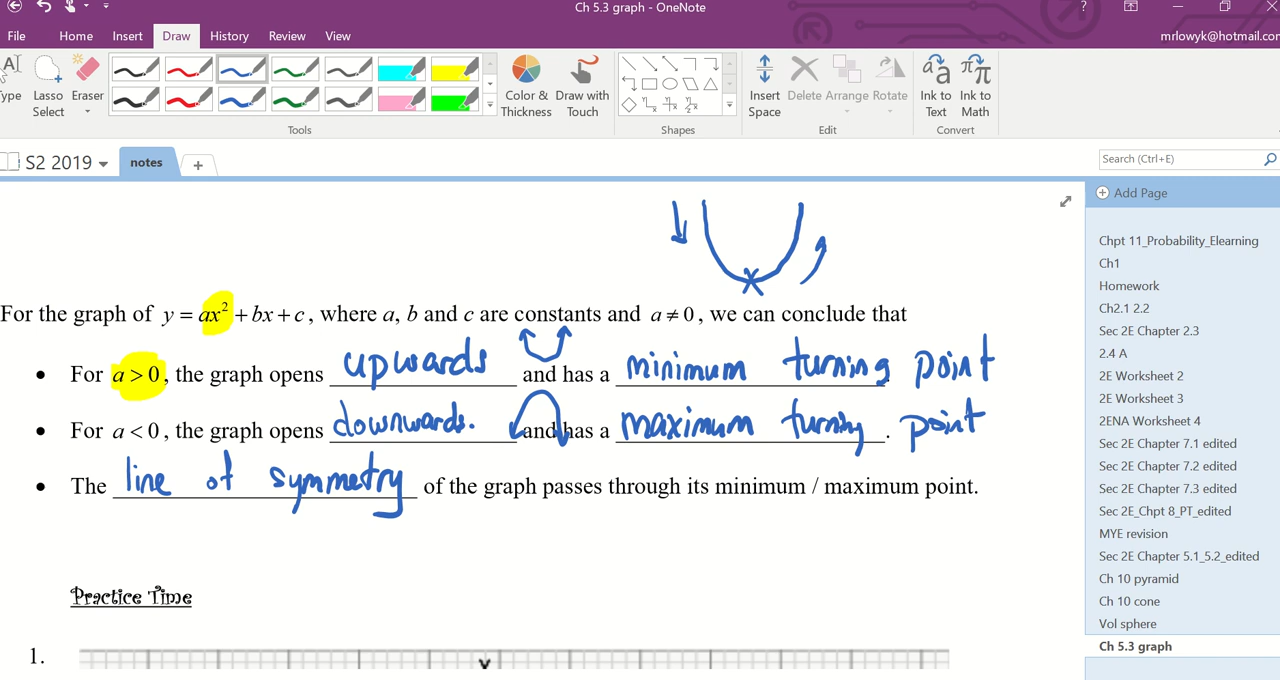 Ch 5.3 graph - OneNote
?
File Home Insert Draw History Review View
mrlowyk@hotmail.com
Type Lasso Select Eraser Color & Thickness Draw with Touch Insert Space Delete Arrange Rotate Ink to Text Ink to Math
Tools Shapes Edit Convert
S2 2019 notes +
Search (Ctrl+E)
Add Page
For the graph of y = ax² + bx + c, where a, b and c are constants and a ≠ 0, we can conclude that
• For a > 0, the graph opens upwards and has a minimum turning point
• For a < 0, the graph opens downwards. and has a maximum turning . point
• The line of symmetry of the graph passes through its minimum / maximum point.
Practice Time
1.
y
Chpt 11_Probability_Elearning
Ch1
Homework
Ch2.1 2.2
Sec 2E Chapter 2.3
2.4 A
2E Worksheet 2
2E Worksheet 3
2ENA Worksheet 4
Sec 2E Chapter 7.1 edited
Sec 2E Chapter 7.2 edited
Sec 2E Chapter 7.3 edited
Sec 2E_Chpt 8_PT_edited
MYE revision
Sec 2E Chapter 5.1_5.2_edited
Ch 10 pyramid
Ch 10 cone
Vol sphere
Ch 5.3 graph